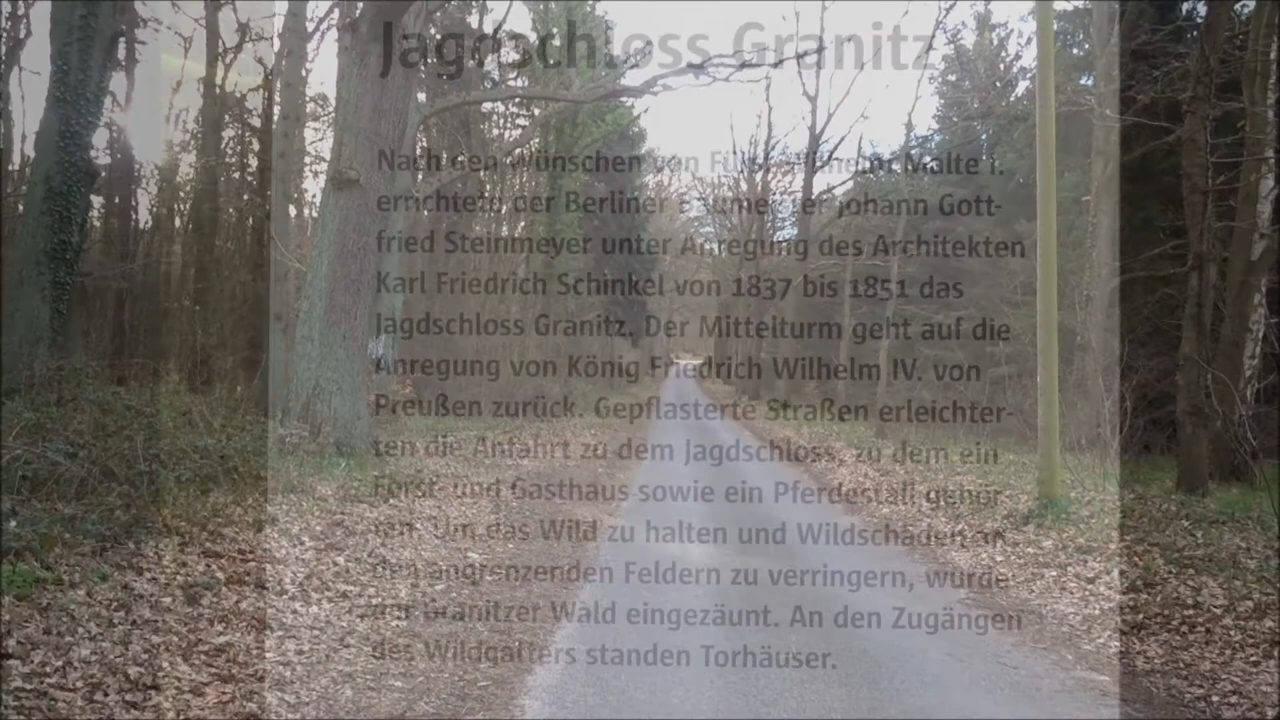 Jagdschloss Granitz
Nach den Wünschen von Fürst Wilhelm Malte I.
errichtete der Berliner Baumeister Johann Gott-
fried Steinmeyer unter Anregung des Architekten
Karl Friedrich Schinkel von 1837 bis 1851 das
Jagdschloss Granitz. Der Mittelturm geht auf die
Anregung von König Friedrich Wilhelm IV. von
Preußen zurück. Gepflasterte Straßen erleichter-
ten die Anfahrt zu dem Jagdschloss, zu dem ein
Forst- und Gasthaus sowie ein Pferdestall gehör-
ten. Um das Wild zu halten und Wildschäden an
den angrenzenden Feldern zu verringern, wurde
der Granitzer Wald eingezäunt. An den Zugängen
des Wildgatters standen Torhäuser.